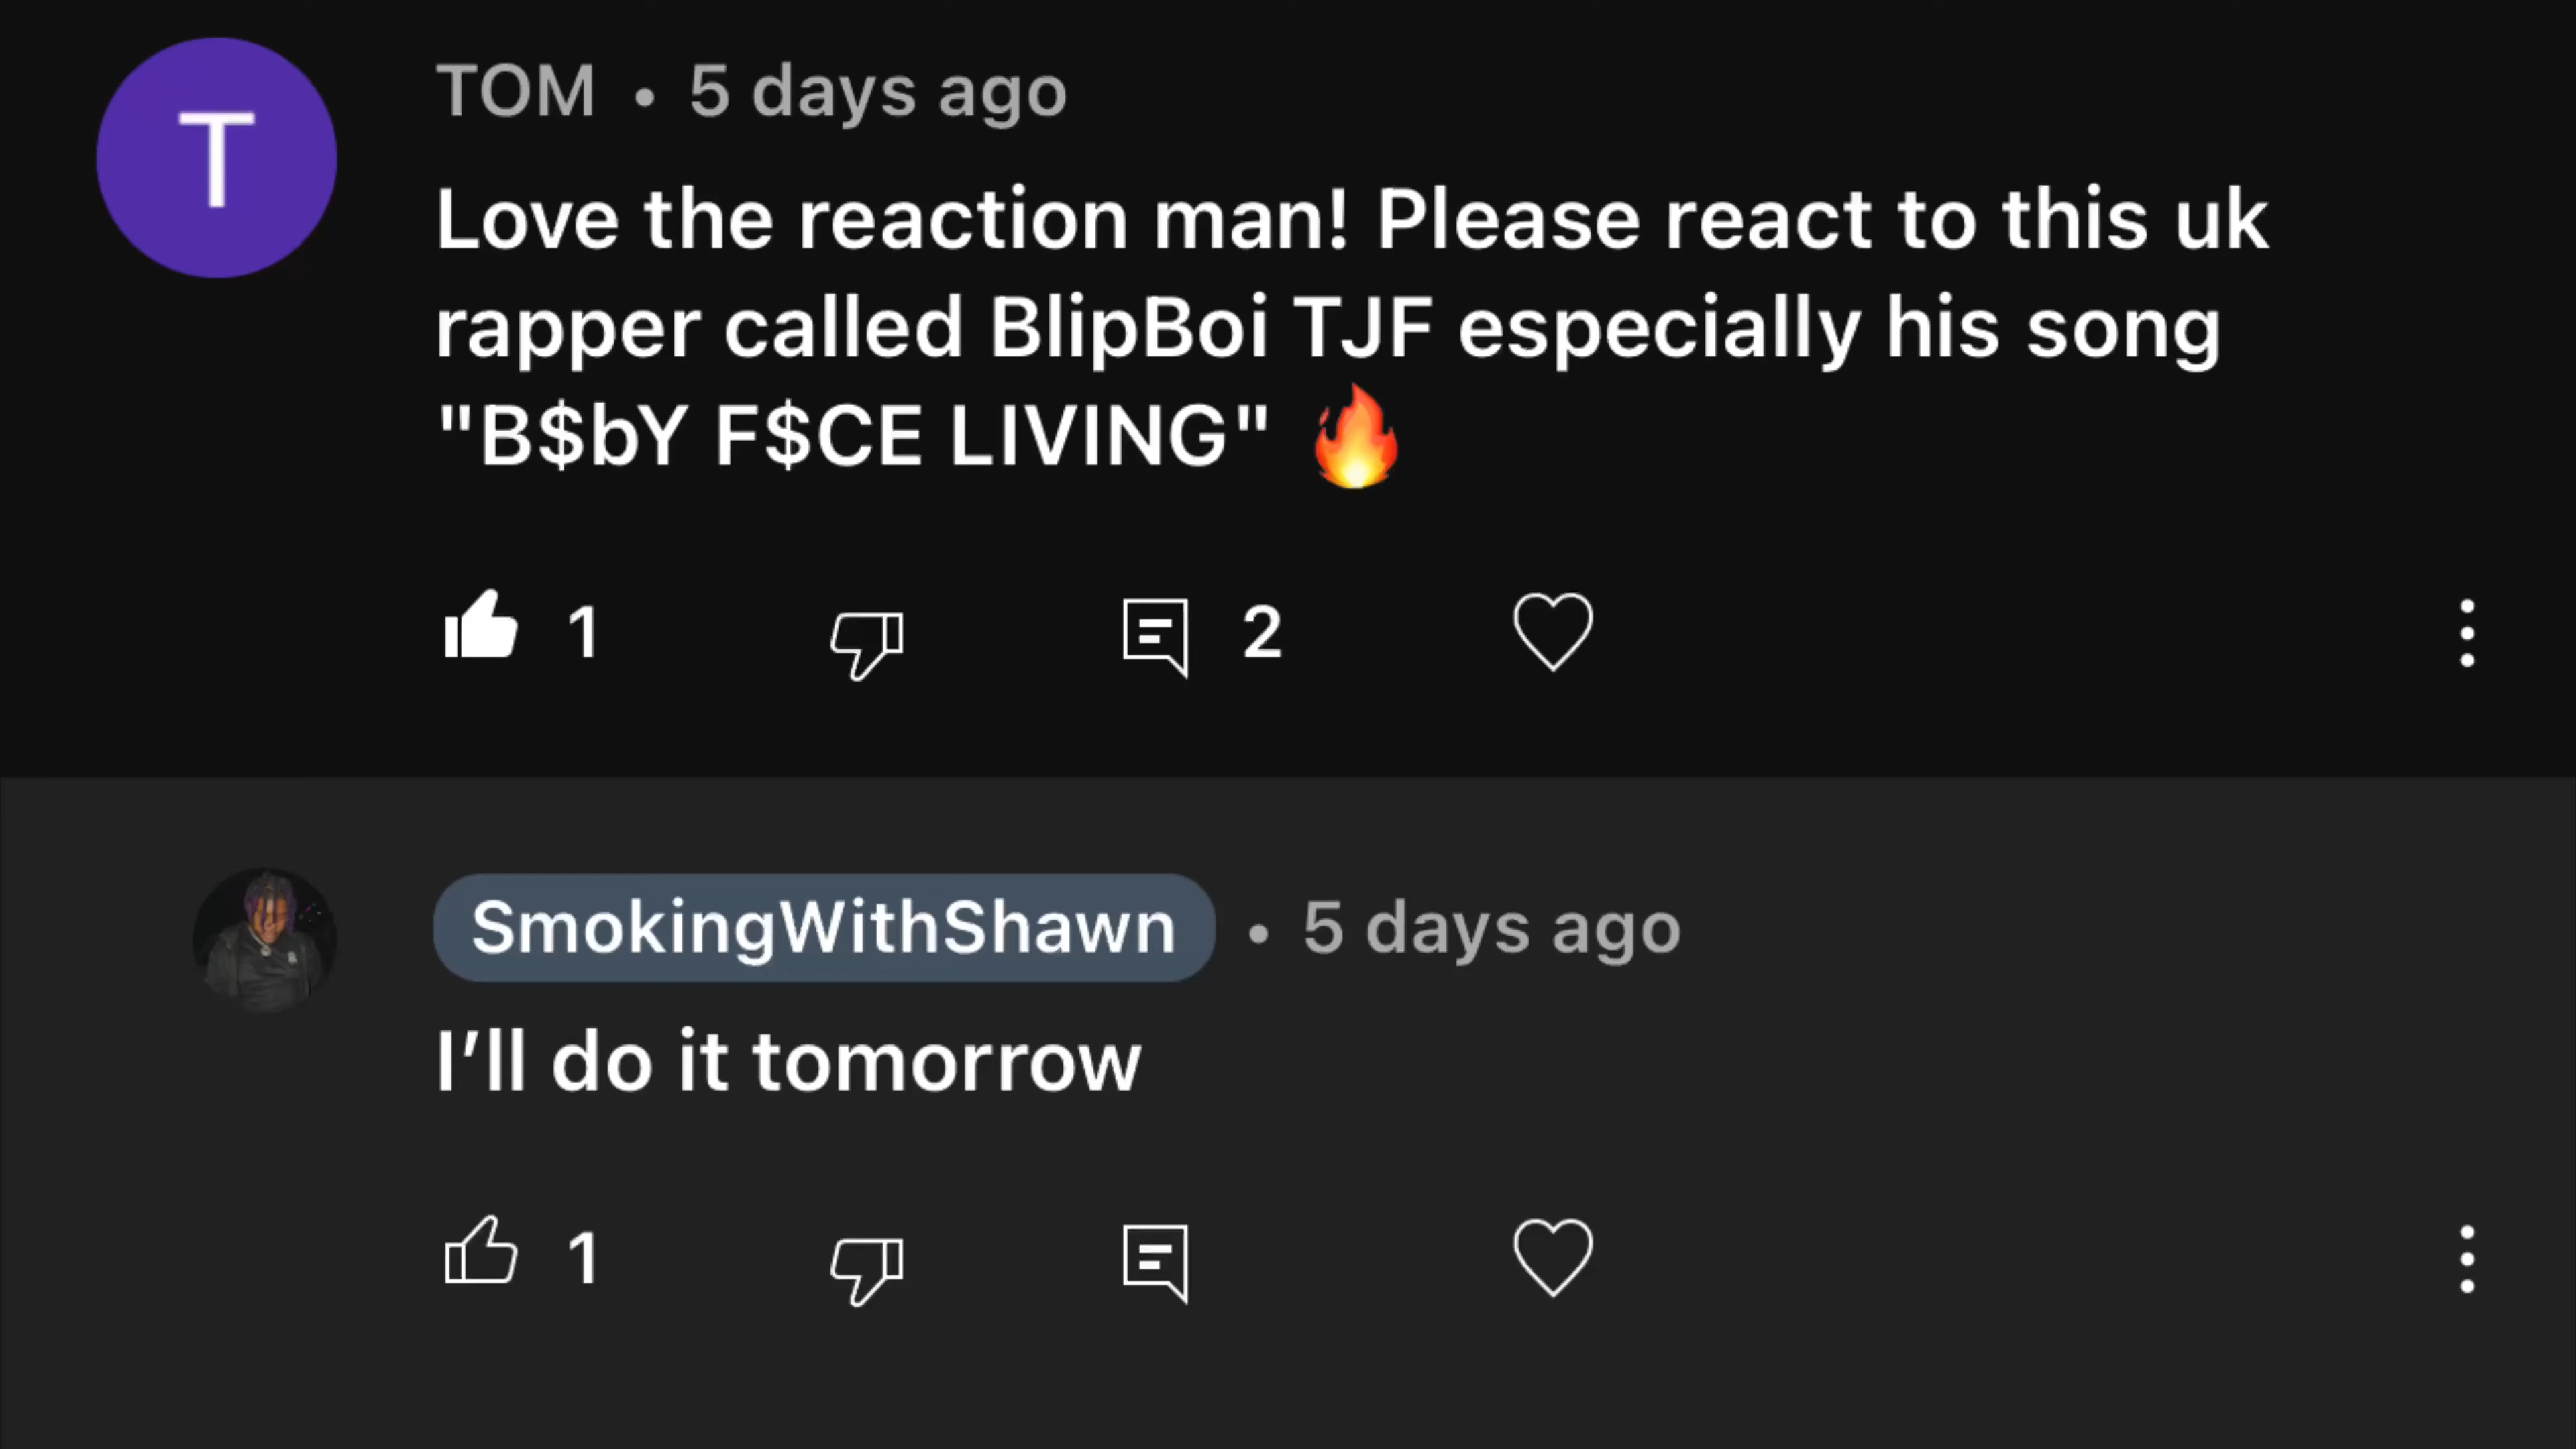 T
TOM • 5 days ago
Love the reaction man! Please react to this uk
rapper called BlipBoi TJF especially his song
"B$bY F$CE LIVING" 🔥
1 2
SmokingWithShawn • 5 days ago
I’ll do it tomorrow
1